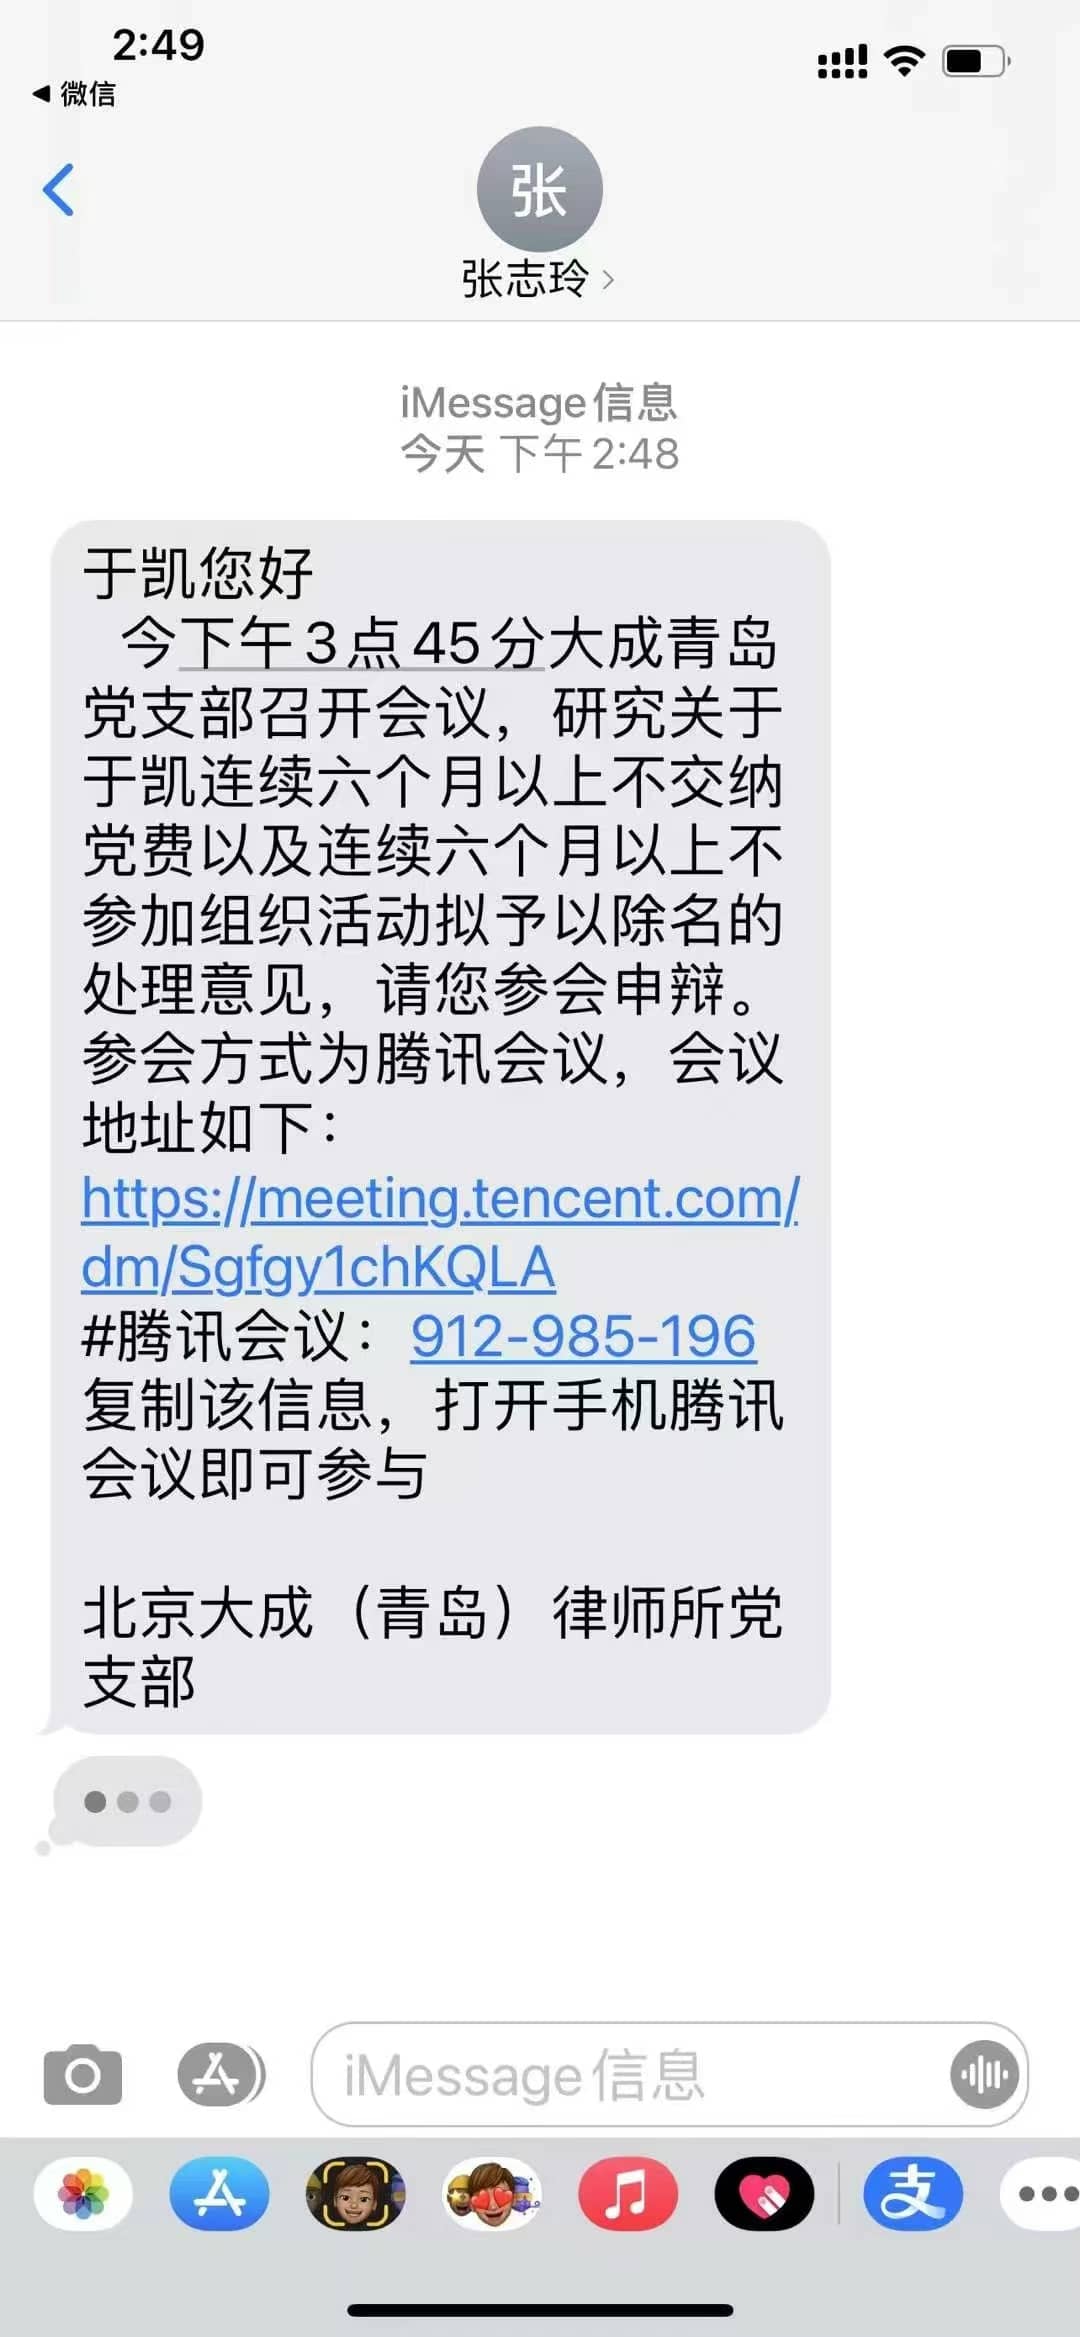 2:49
◀ 微信
张
张志玲
iMessage信息
今天 下午2:48
于凯您好
今下午3点45分大成青岛
党支部召开会议，研究关于
于凯连续六个月以上不交纳
党费以及连续六个月以上不
参加组织活动拟予以除名的
处理意见，请您参会申辩。
参会方式为腾讯会议，会议
地址如下：
https://meeting.tencent.com/
dm/Sgfgy1chKQLA
#腾讯会议：912-985-196
复制该信息，打开手机腾讯
会议即可参与
北京大成（青岛）律师所党
支部
iMessage信息
支